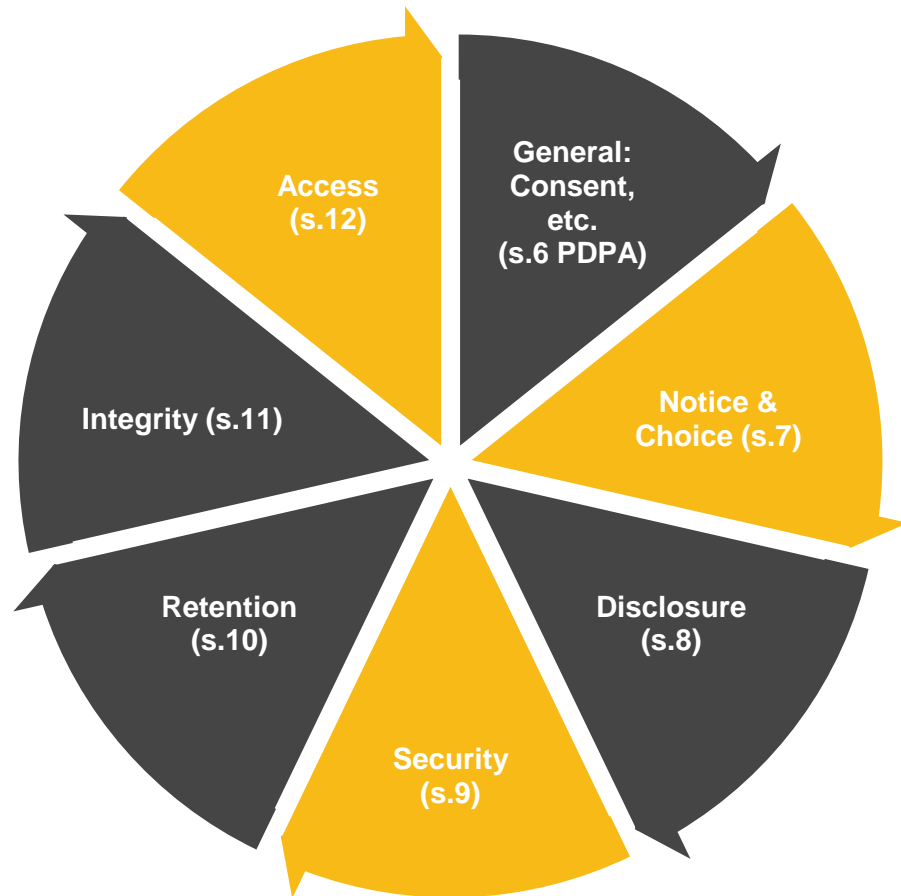 General:
Consent,
etc.
(s.6 PDPA)
Notice &
Choice (s.7)
Disclosure
(s.8)
Security
(s.9)
Retention
(s.10)
Integrity (s.11)
Access
(s.12)